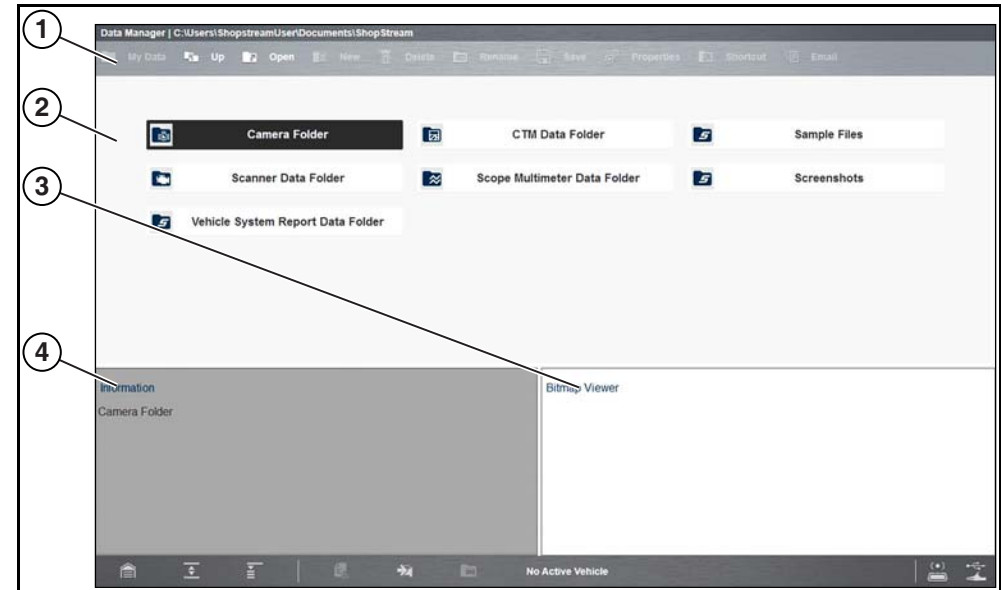 1
Data Manager | C:\Users\ShopstreamUser\Documents\ShopStream
My Data Up Open New Delete Rename Save Properties Shortcut Email
2
Camera Folder CTM Data Folder Sample Files
3
Scanner Data Folder Scope Multimeter Data Folder Screenshots
Vehicle System Report Data Folder
4
Information Bitmap Viewer
Camera Folder
No Active Vehicle